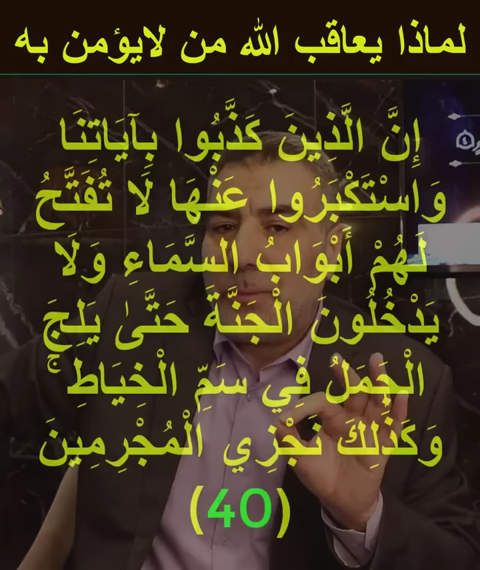 لماذا يعاقب الله من لايؤمن به
إِنَّ الَّذِينَ كَذَّبُوا بِآيَاتِنَا
وَاسْتَكْبَرُوا عَنْهَا لَا تُفَتَّحُ
لَهُمْ أَبْوَابُ السَّمَاءِ وَلَا
يَدْخُلُونَ الْجَنَّةَ حَتَّىٰ يَلِجَ
الْجَمَلُ فِي سَمِّ الْخِيَاطِ ۚ
وَكَذَٰلِكَ نَجْزِي الْمُجْرِمِينَ
(40)